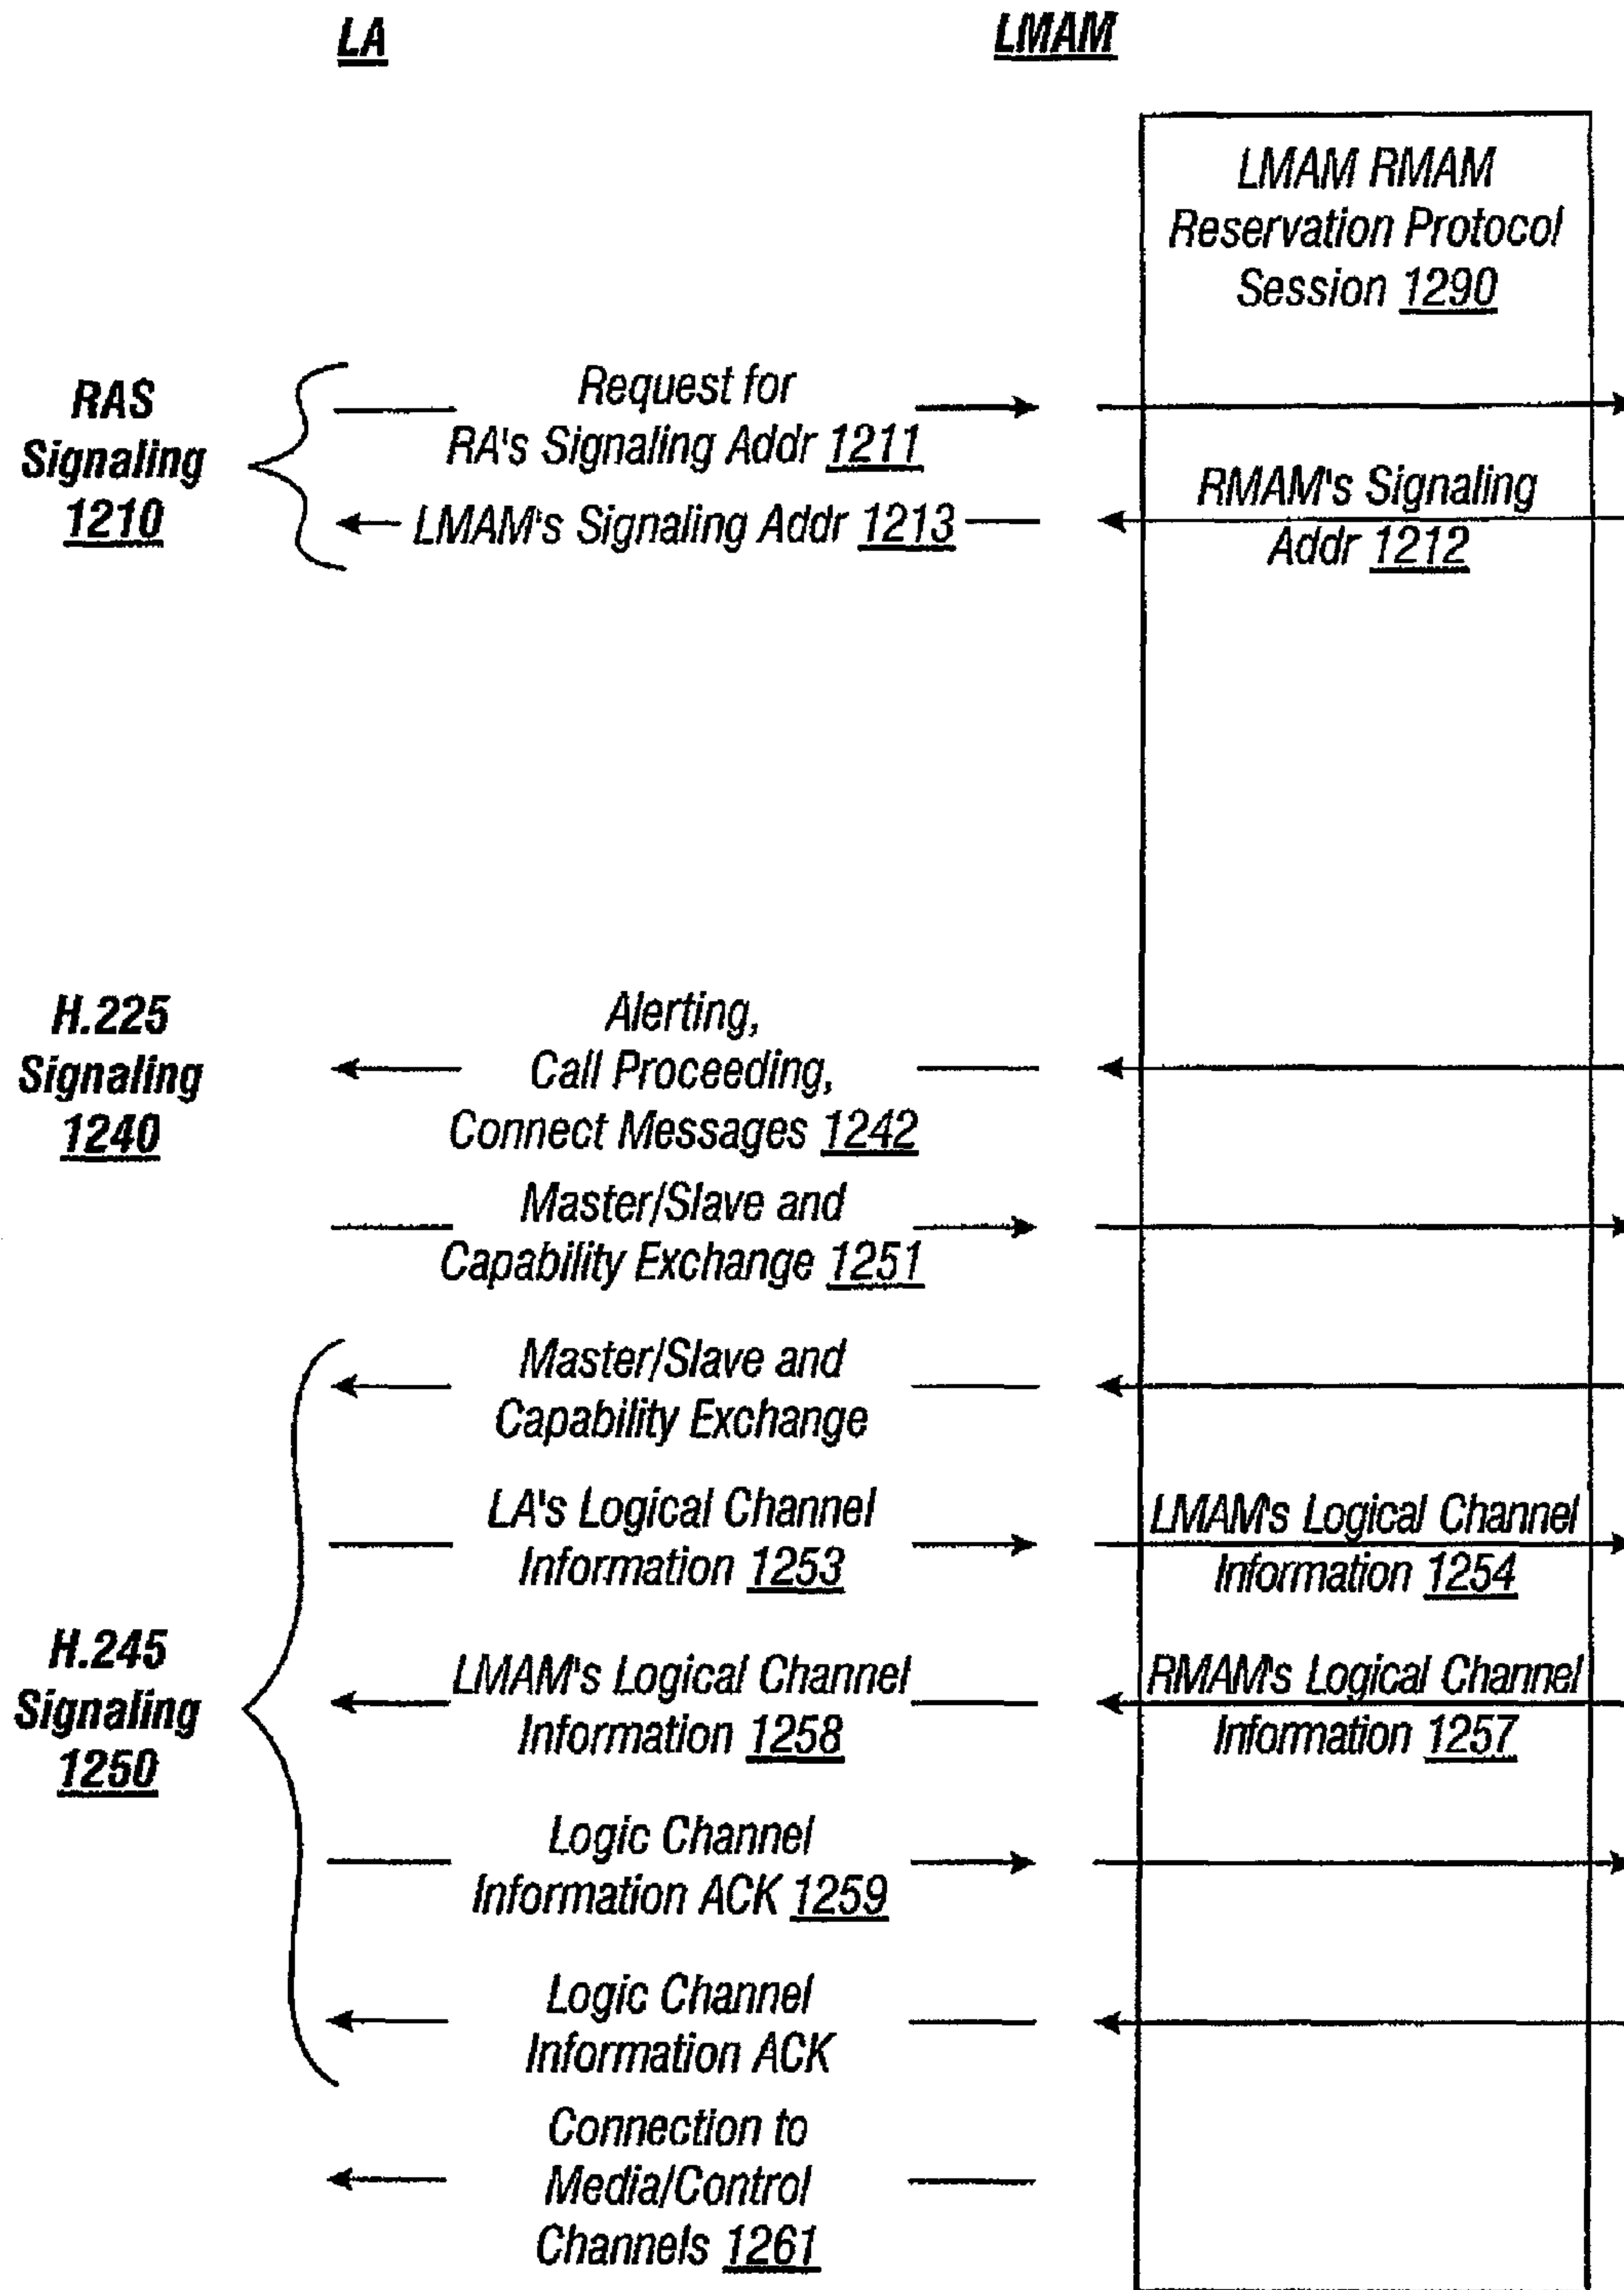 LA
LMAM
LMAM RMAM
Reservation Protocol
Session 1290
RAS
Signaling
1210
Request for
RA's Signaling Addr 1211
LMAM's Signaling Addr 1213
RMAM's Signaling
Addr 1212
H.225
Signaling
1240
Alerting,
Call Proceeding,
Connect Messages 1242
Master/Slave and
Capability Exchange 1251
H.245
Signaling
1250
Master/Slave and
Capability Exchange
LA's Logical Channel
Information 1253
LMAM's Logical Channel
Information 1254
LMAM's Logical Channel
Information 1258
RMAM's Logical Channel
Information 1257
Logic Channel
Information ACK 1259
Logic Channel
Information ACK
Connection to
Media/Control
Channels 1261